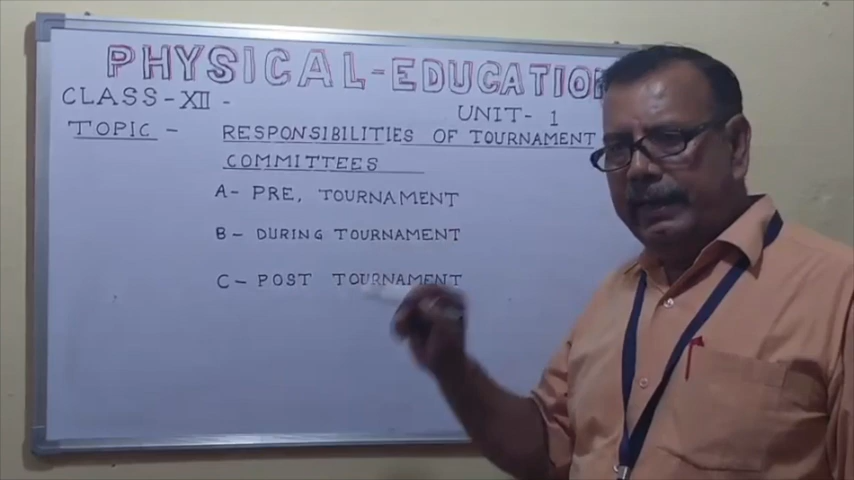 PHYSICAL-EDUCATION
CLASS-XII -
UNIT- 1
TOPIC -
RESPONSIBILITIES OF TOURNAMENT
COMMITTEES
A- PRE, TOURNAMENT
B- DURING TOURNAMENT
C- POST TOURNAMENT